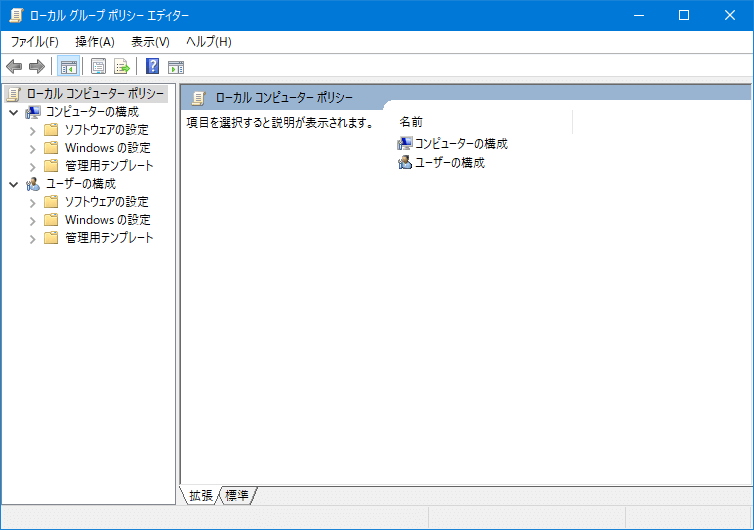 ローカル グループ ポリシー エディター
ファイル(F) 操作(A) 表示(V) ヘルプ(H)
ローカル コンピューター ポリシー
コンピューターの構成
ソフトウェアの設定
Windows の設定
管理用テンプレート
ユーザーの構成
ソフトウェアの設定
Windows の設定
管理用テンプレート
ローカル コンピューター ポリシー
項目を選択すると説明が表示されます。
名前
コンピューターの構成
ユーザーの構成
拡張 標準